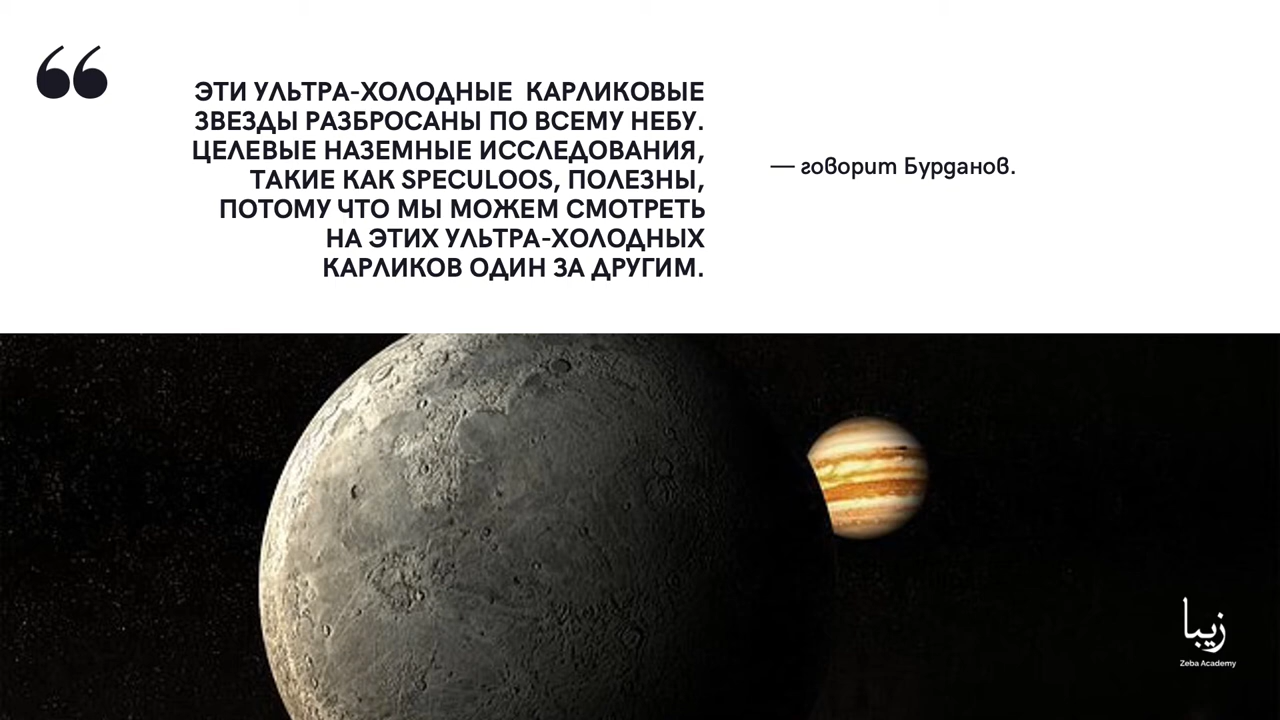 ❝
ЭТИ УЛЬТРА-ХОЛОДНЫЕ КАРЛИКОВЫЕ
ЗВЕЗДЫ РАЗБРОСАНЫ ПО ВСЕМУ НЕБУ.
ЦЕЛЕВЫЕ НАЗЕМНЫЕ ИССЛЕДОВАНИЯ,
ТАКИЕ КАК SPECULOOS, ПОЛЕЗНЫ,
ПОТОМУ ЧТО МЫ МОЖЕМ СМОТРЕТЬ
НА ЭТИХ УЛЬТРА-ХОЛОДНЫХ
КАРЛИКОВ ОДИН ЗА ДРУГИМ.
— говорит Бурданов.
زیبا
Zeba Academy